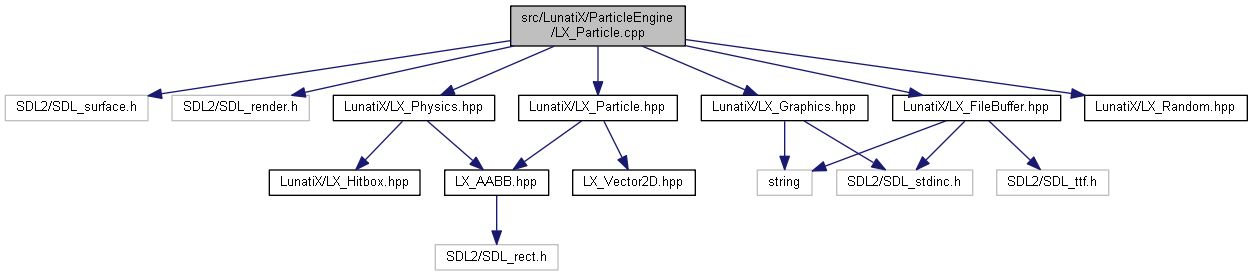 src/LunatiX/ParticleEngine
/LX_Particle.cpp
SDL2/SDL_surface.h
SDL2/SDL_render.h
LunatiX/LX_Physics.hpp
LunatiX/LX_Particle.hpp
LunatiX/LX_Graphics.hpp
LunatiX/LX_FileBuffer.hpp
LunatiX/LX_Random.hpp
LunatiX/LX_Hitbox.hpp
LX_AABB.hpp
LX_Vector2D.hpp
string
SDL2/SDL_stdinc.h
SDL2/SDL_ttf.h
SDL2/SDL_rect.h